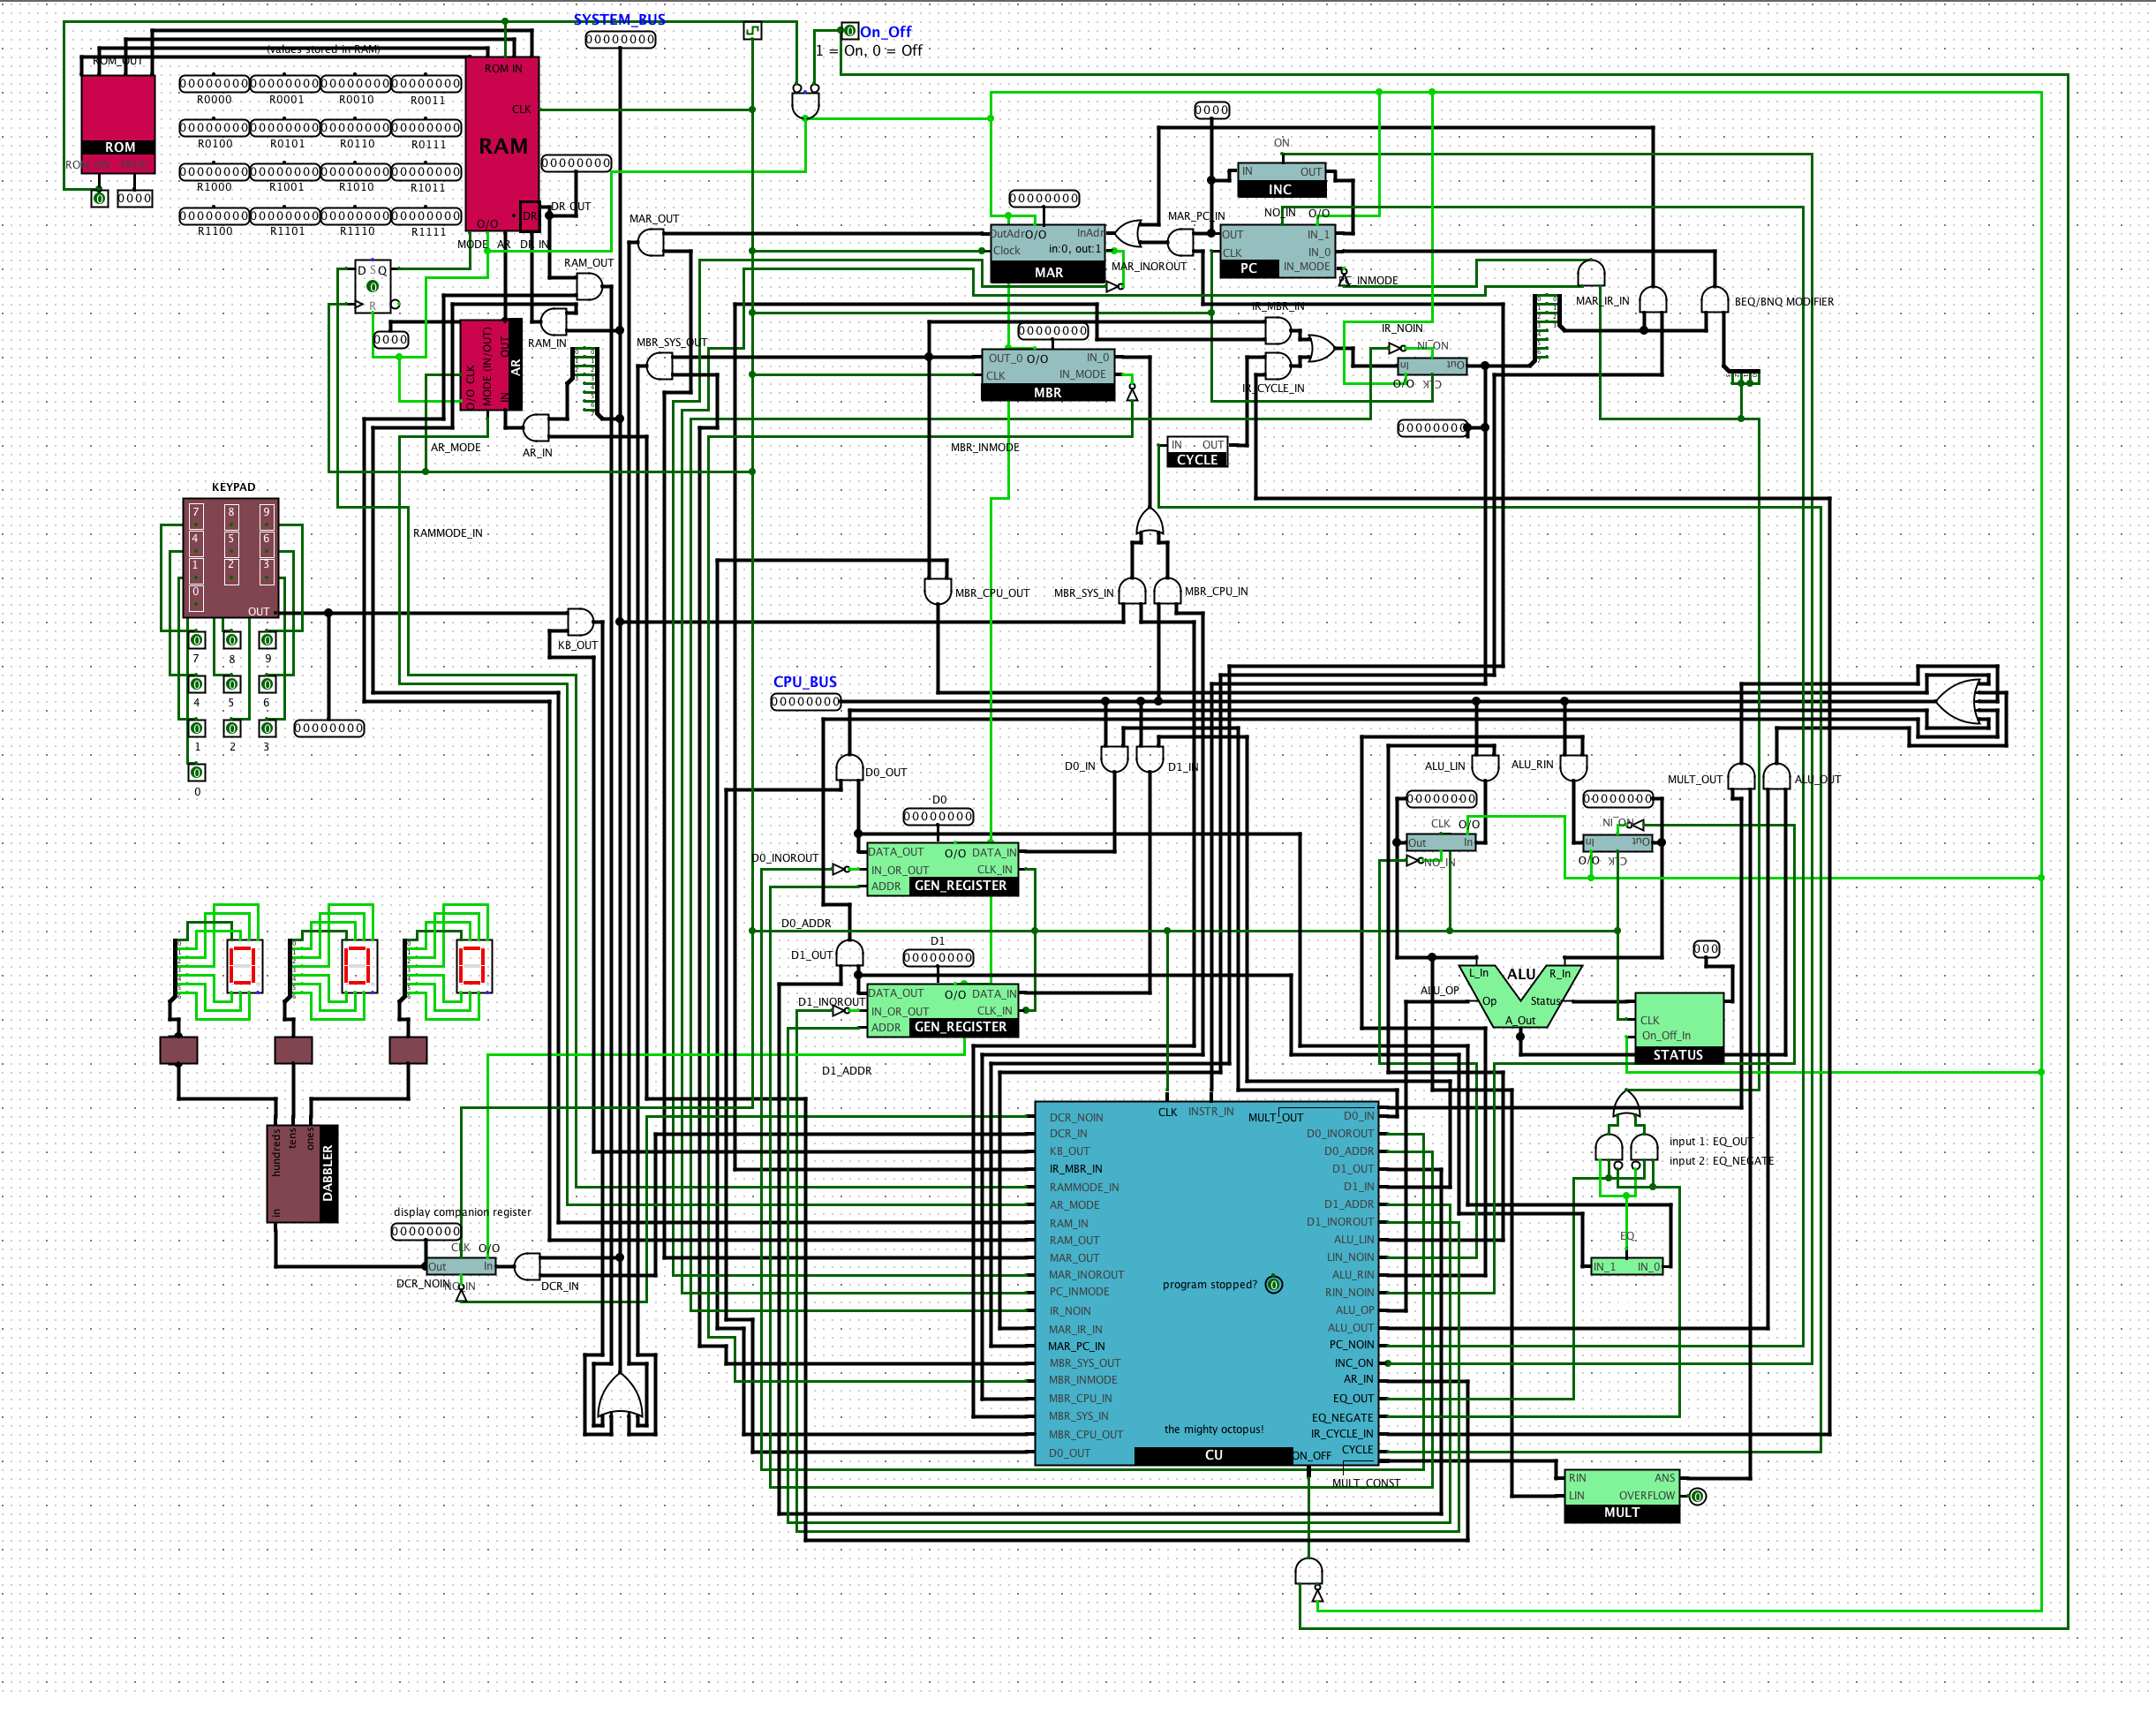 SYSTEM_BUS
00000000
0
On_Off
1 = On, 0 = Off
ROM_OUT
(values stored in RAM)
ROM IN
CLK
RAM
00000000 00000000 00000000 00000000
R0000 R0001 R0010 R0011
00000000 00000000 00000000 00000000
R0100 R0101 R0110 R0111
00000000 00000000 00000000 00000000
R1000 R1001 R1010 R1011
00000000 00000000 00000000 00000000
R1100 R1101 R1110 R1111
ROM
ROM_ON PROG
0 0000
00000000
DR
DR OUT
O/O
MODE AR DR IN
D S Q
0
R
0000
RAM_OUT
RAM_IN
O/O CLK
MODE (IN/OUT)
IN OUT
AR
AR_MODE
AR_IN
MAR_OUT
MBR_SYS_OUT
00000000
OutAdr O/O InAdr
Clock in:0, out:1
MAR
MAR_INOROUT
MAR_PC_IN
0000
ON
IN OUT
INC
NO_IN O/O
OUT IN_1
CLK IN_0
PC IN_MODE
PC_INMODE
MAR_IR_IN
BEQ/BNQ MODIFIER
IR_MBR_IN
00000000
OUT_0 O/O IN_0
CLK IN_MODE
MBR
MBR_INMODE
IR_CYCLE_IN
IR_NOIN
NO_IN
In Out
O/O CLK
00000000
IN OUT
CYCLE
KEYPAD
7 8 9
4 5 6
1 2 3
0
OUT
0 0 0
7 8 9
0 0 0
4 5 6
0 0 0
1 2 3
0
0
00000000
RAMMODE_IN
KB_OUT
MBR_CPU_OUT
MBR_SYS_IN
MBR_CPU_IN
CPU_BUS
00000000
D0_OUT
D0_IN
D1_IN
ALU_LIN
ALU_RIN
MULT_OUT
ALU_OUT
D0
00000000
DATA_OUT O/O DATA_IN
IN_OR_OUT CLK_IN
ADDR GEN_REGISTER
D0_INOROUT
D0_ADDR
D1_OUT
D1
00000000
DATA_OUT O/O DATA_IN
IN_OR_OUT CLK_IN
ADDR GEN_REGISTER
D1_INOROUT
D1_ADDR
00000000
CLK O/O
Out In
NO_IN
00000000
NO_IN
In Out
O/O CLK
L_In ALU R_In
Op Status
A_Out
ALU_OP
000
CLK
On_Off_In
STATUS
hundreds
tens
ones
in
DABBLER
display companion register
00000000
CLK O/O
Out In
DCR_NOIN
NO_IN
DCR_IN
CLK INSTR_IN MULT_OUT
DCR_NOIN
DCR_IN
KB_OUT
IR_MBR_IN
RAMMODE_IN
AR_MODE
RAM_IN
RAM_OUT
MAR_OUT
MAR_INOROUT
PC_INMODE
IR_NOIN
MAR_IR_IN
MAR_PC_IN
MBR_SYS_OUT
MBR_INMODE
MBR_CPU_IN
MBR_SYS_IN
MBR_CPU_OUT
D0_OUT
D0_IN
D0_INOROUT
D0_ADDR
D1_OUT
D1_IN
D1_ADDR
D1_INOROUT
ALU_LIN
LIN_NOIN
ALU_RIN
RIN_NOIN
ALU_OP
ALU_OUT
PC_NOIN
INC_ON
AR_IN
EQ_OUT
EQ_NEGATE
IR_CYCLE_IN
CYCLE
program stopped? 0
the mighty octopus!
CU
ON_OFF
MULT_CONST
input 1: EQ_OUT
input 2: EQ_NEGATE
EQ
IN_1 IN_0
RIN ANS
LIN OVERFLOW 0
MULT